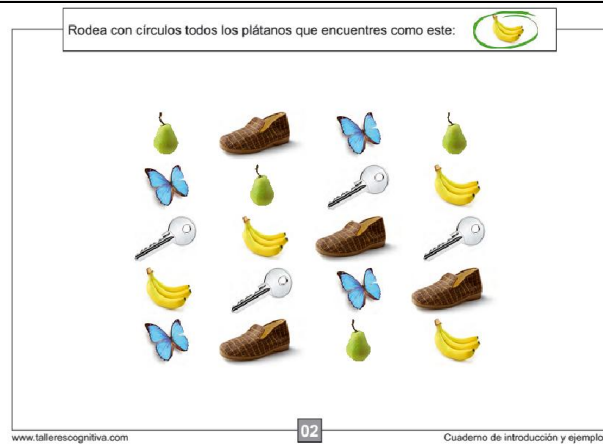 Rodea con círculos todos los plátanos que encuentres como este:
www.tallerescognitiva.com
02
Cuaderno de introducción y ejemplo